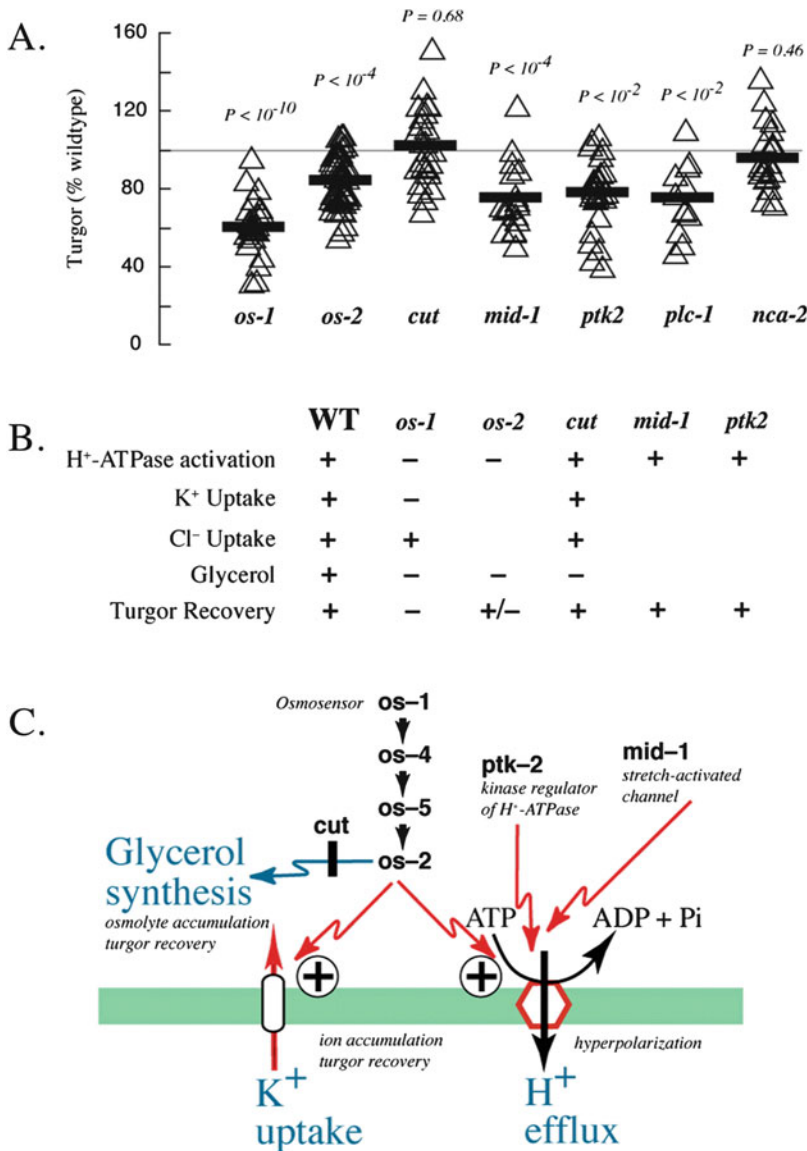 A.
Turgor (% wildtype)
160
120
80
40
0
P < 10-10
P < 10-4
P = 0.68
P < 10-4
P < 10-2
P < 10-2
P = 0.46
os-1 os-2 cut mid-1 ptk2 plc-1 nca-2
B.
WT os-1 os-2 cut mid-1 ptk2
H+-ATPase activation + – – + + +
K+ Uptake + – +
Cl– Uptake + + +
Glycerol + – – –
Turgor Recovery + – +/– + + +
C.
Osmosensor os–1
os–4
os–5
os–2
cut
Glycerol
synthesis
osmolyte accumulation
turgor recovery
ptk–2
kinase regulator
of H+-ATPase
mid–1
stretch-activated
channel
ATP
ADP + Pi
+
+
ion accumulation
turgor recovery
hyperpolarization
K+
uptake
H+
efflux